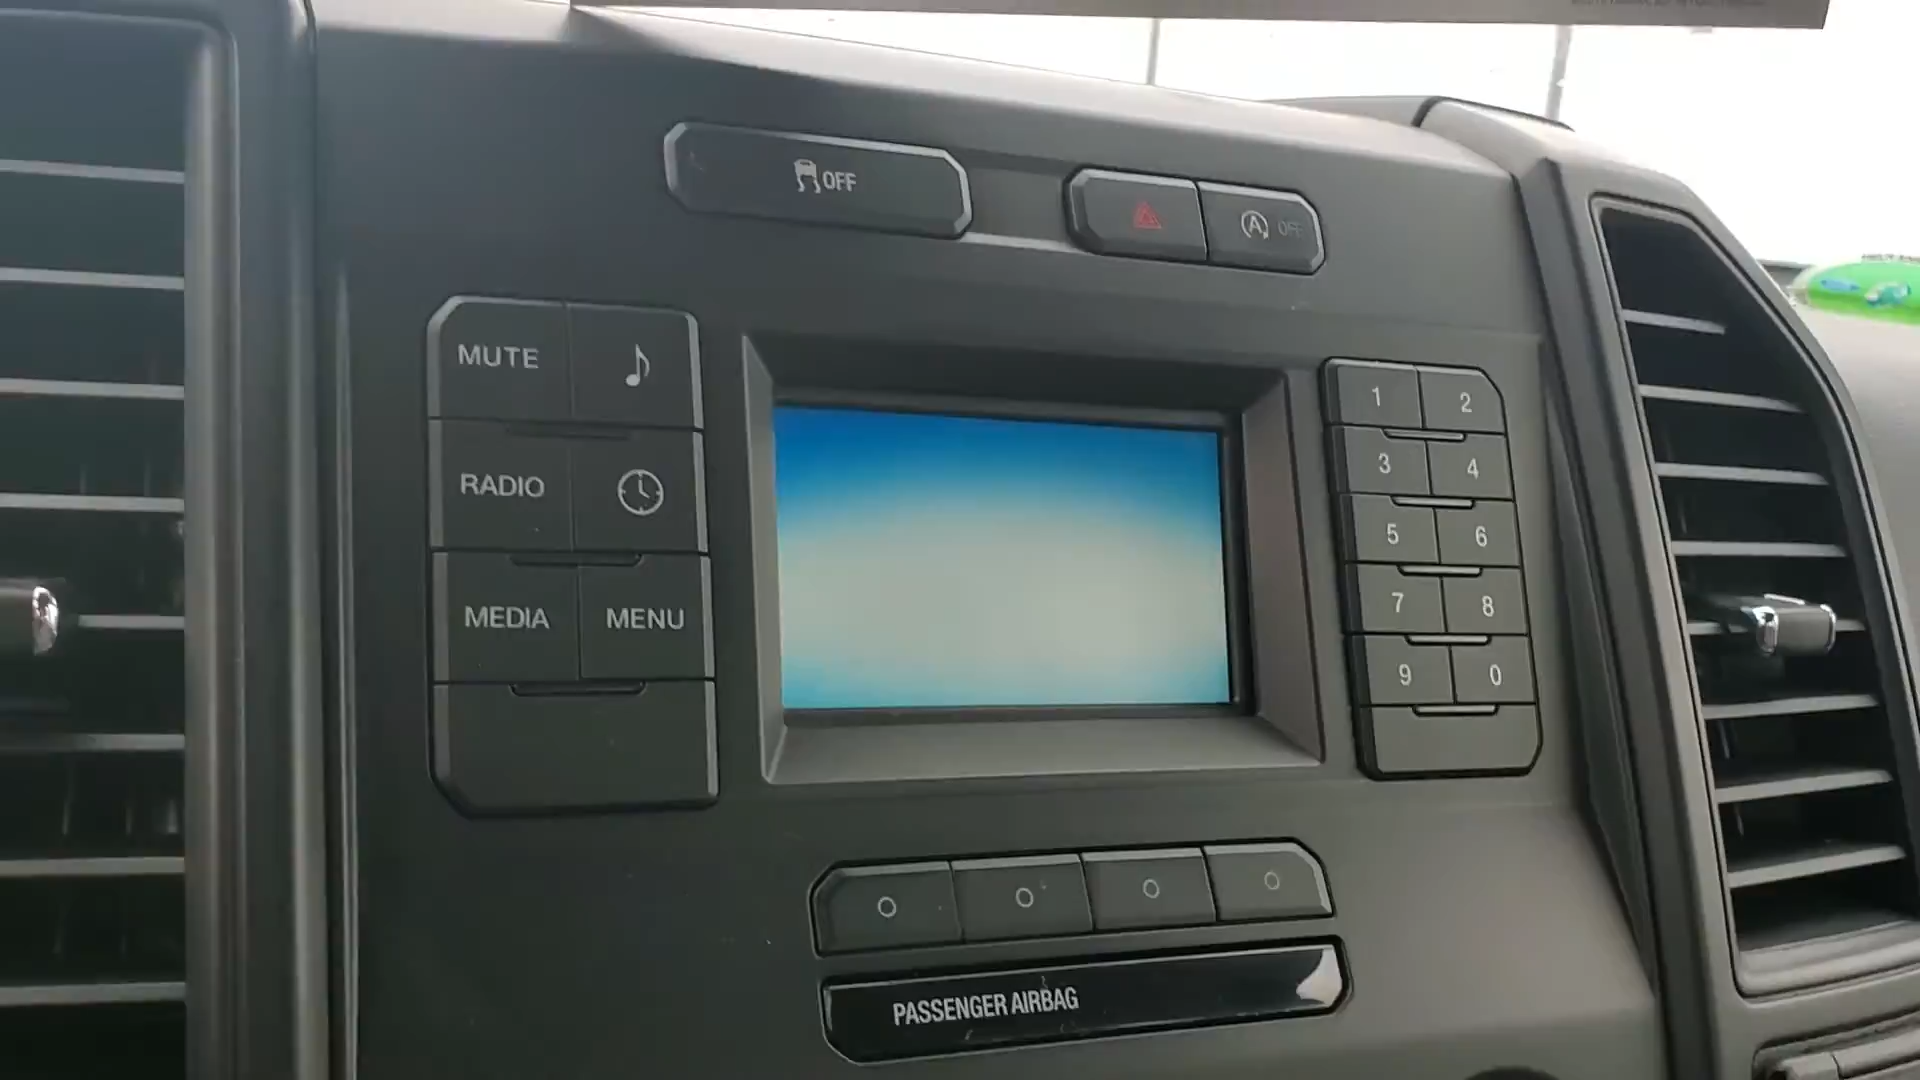 OFF
A OFF
MUTE
RADIO
MEDIA MENU
1 2
3 4
5 6
7 8
9 0
PASSENGER AIRBAG